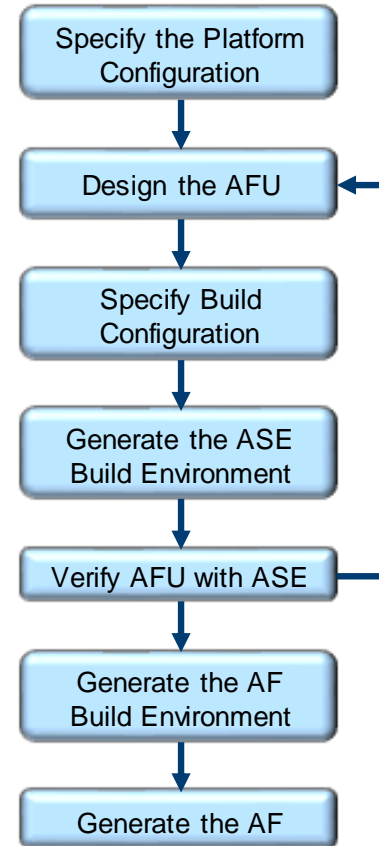 Specify the Platform
Configuration
Design the AFU
Specify Build
Configuration
Generate the ASE
Build Environment
Verify AFU with ASE
Generate the AF
Build Environment
Generate the AF